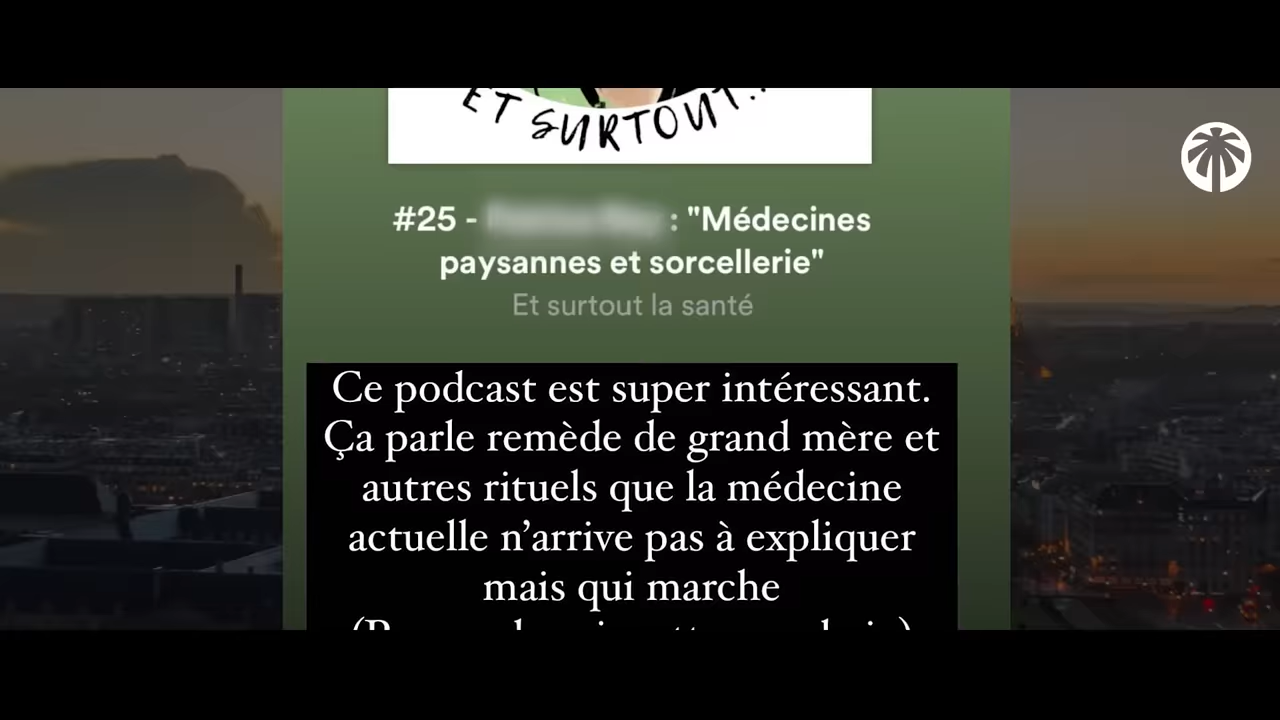 ET SURTOUT...
#25 - : "Médecines
paysannes et sorcellerie"
Et surtout la santé
Ce podcast est super intéressant.
Ça parle remède de grand mère et
autres rituels que la médecine
actuelle n’arrive pas à expliquer
mais qui marche